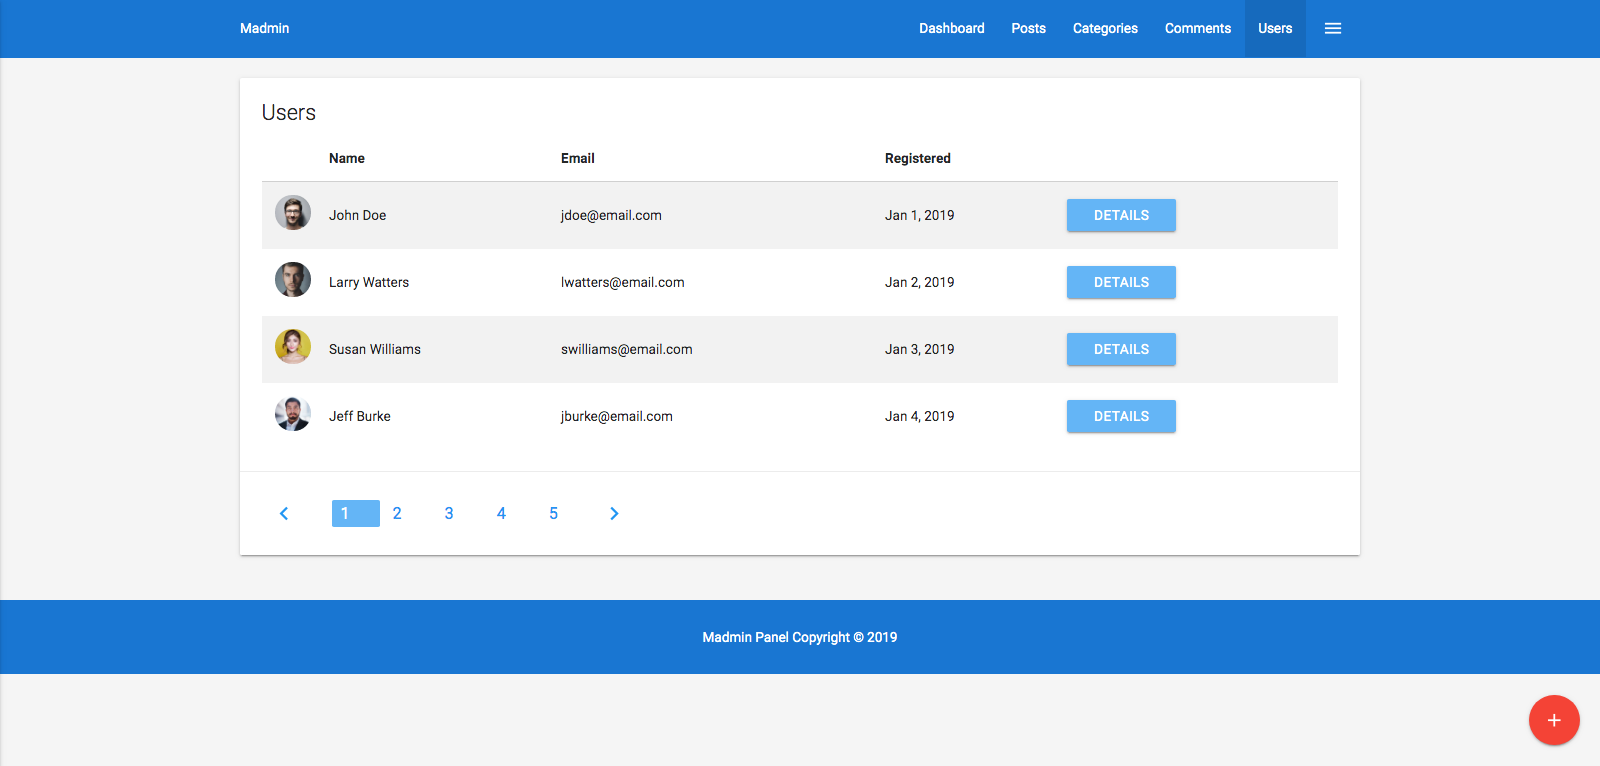 Madmin Dashboard Posts Categories Comments Users
Users
Name Email Registered
John Doe jdoe@email.com Jan 1, 2019 DETAILS
Larry Watters lwatters@email.com Jan 2, 2019 DETAILS
Susan Williams swilliams@email.com Jan 3, 2019 DETAILS
Jeff Burke jburke@email.com Jan 4, 2019 DETAILS
1 2 3 4 5
Madmin Panel Copyright © 2019